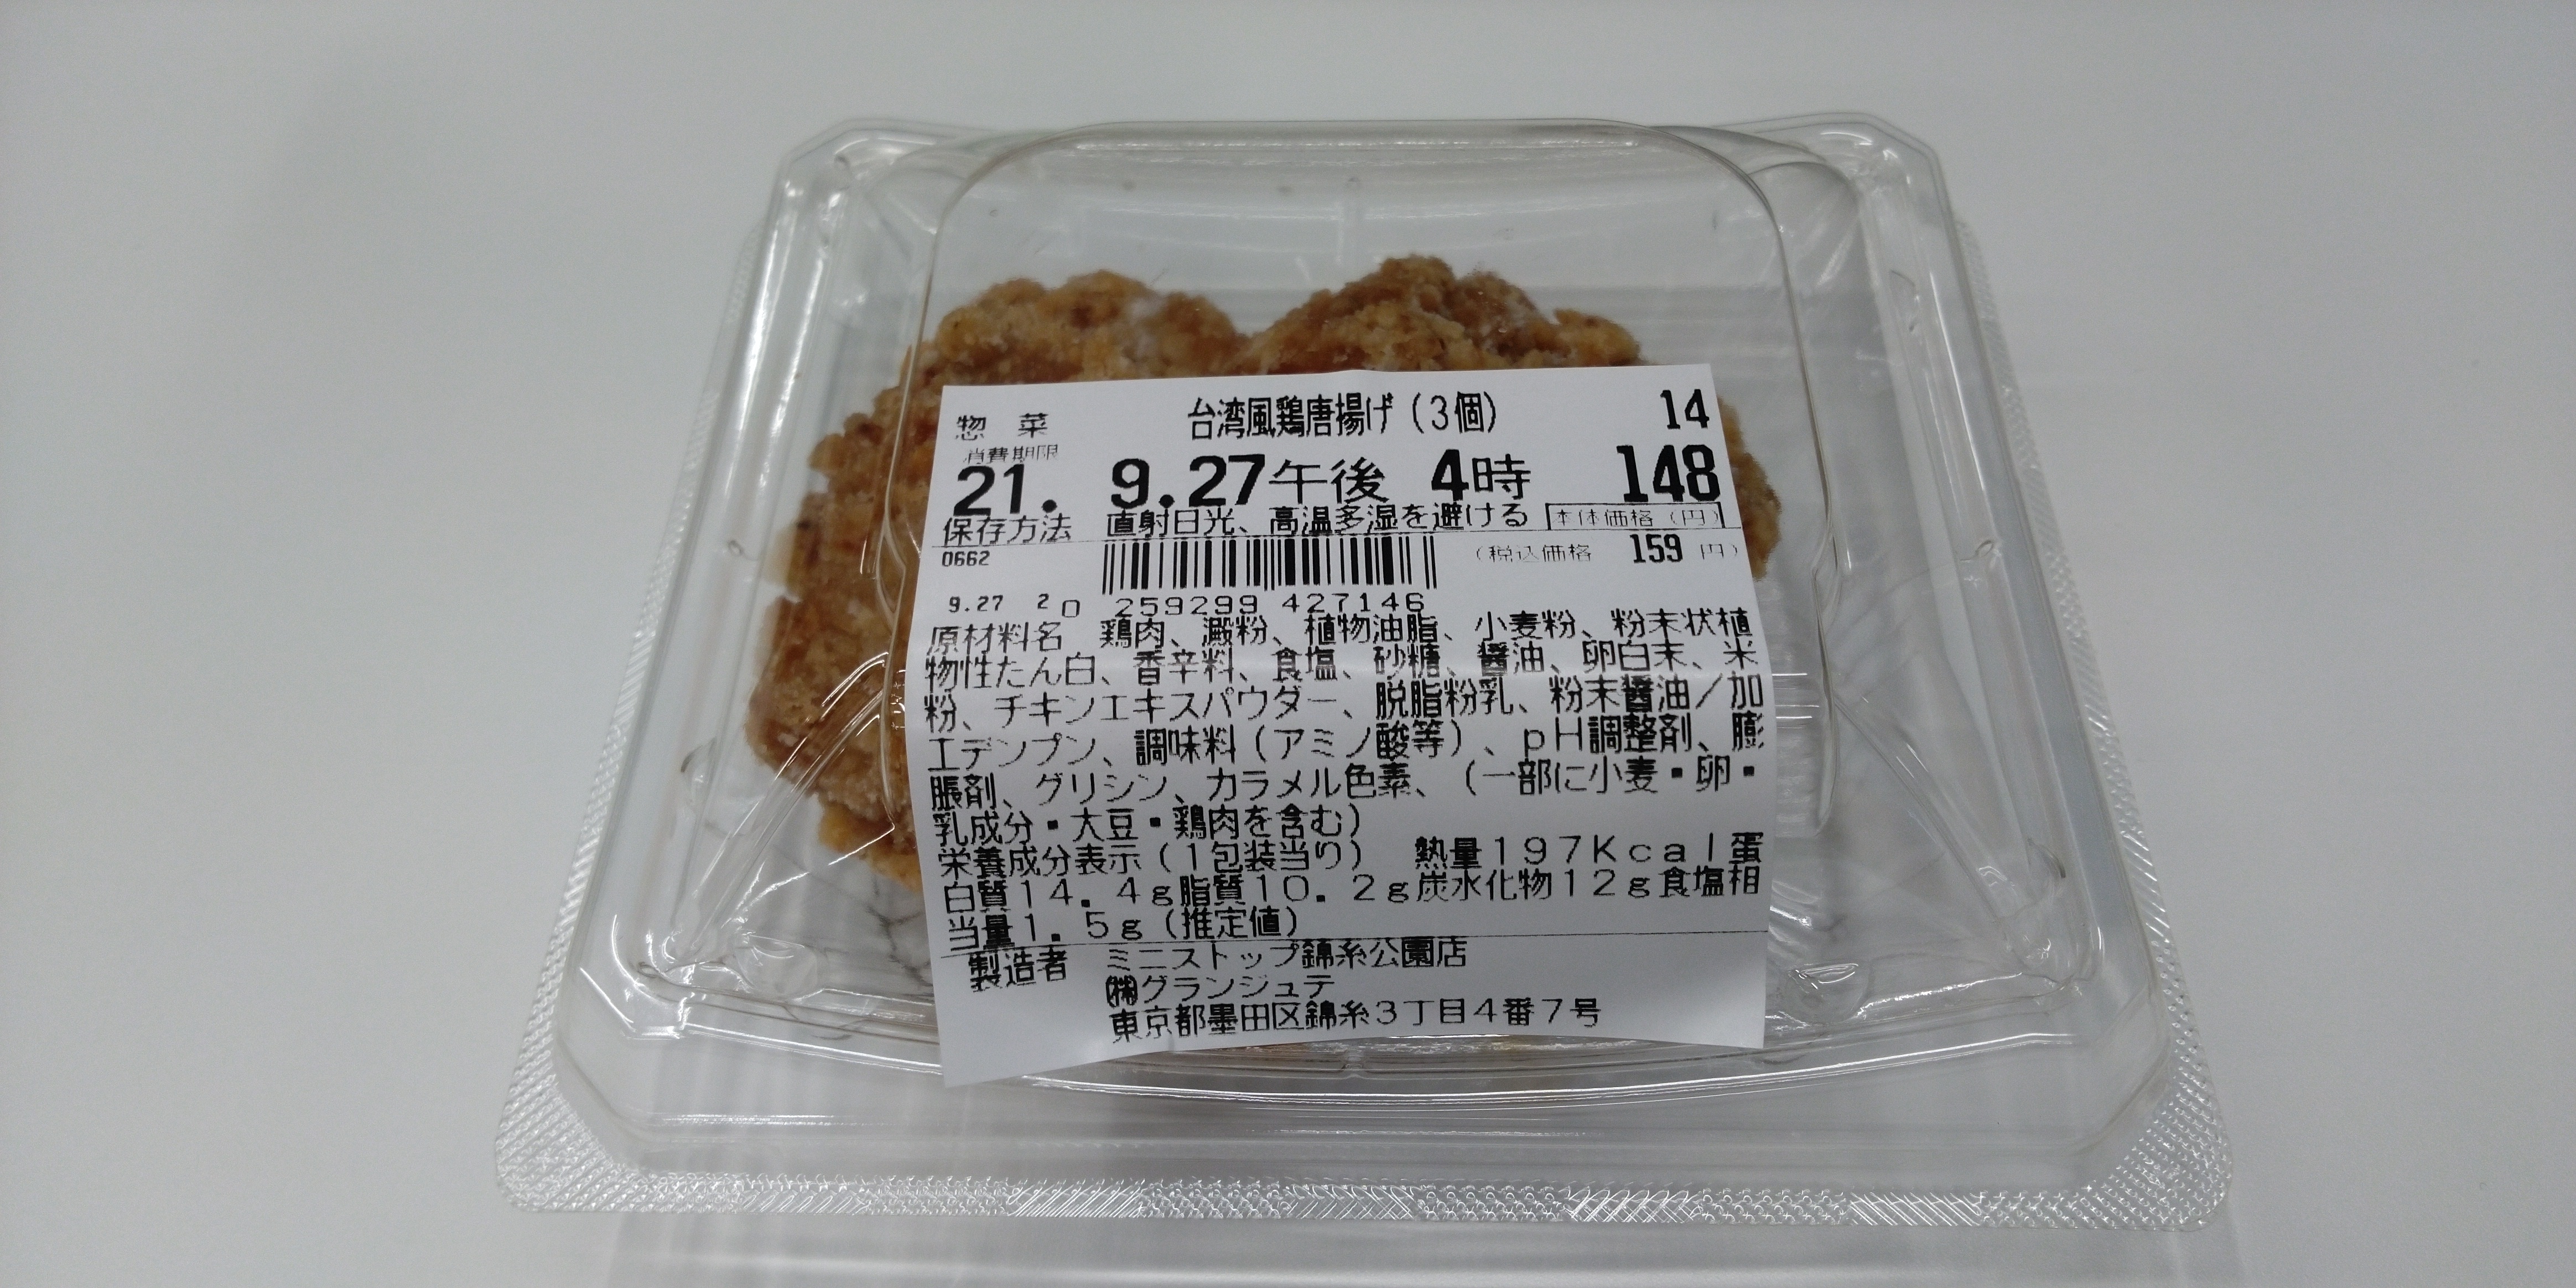 惣菜 台湾風鶏唐揚げ(3個) 14
消費期限
21. 9.27午後 4時 148
保存方法 直射日光、高温多湿を避ける 本体価格(円)
0662 (税込価格 159 円)
9.27 2 0 259299 427146
原材料名 鶏肉、澱粉、植物油脂、小麦粉、粉末状植
物性たん白、香辛料、食塩、砂糖、醤油、卵白末、米
粉、チキンエキスパウダー、脱脂粉乳、粉末醤油/加
工デンプン、調味料(アミノ酸等)、pH調整剤、膨
脹剤、グリシン、カラメル色素、(一部に小麦・卵・
乳成分・大豆・鶏肉を含む)
栄養成分表示(1包装当り) 熱量197Kcal蛋
白質14.4g脂質10.2g炭水化物12g食塩相
当量1.5g(推定値)
製造者 ミニストップ錦糸公園店
㈱グランジュテ
東京都墨田区錦糸3丁目4番7号